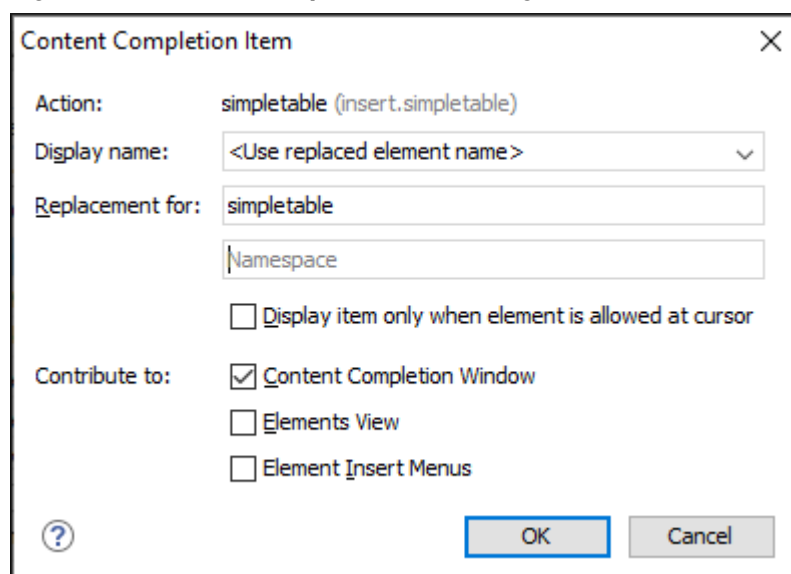 Content Completion Item
Action: simpletable (insert.simpletable)
Display name: <Use replaced element name>
Replacement for: simpletable
Namespace
Display item only when element is allowed at cursor
Contribute to: Content Completion Window
Elements View
Element Insert Menus
OK Cancel